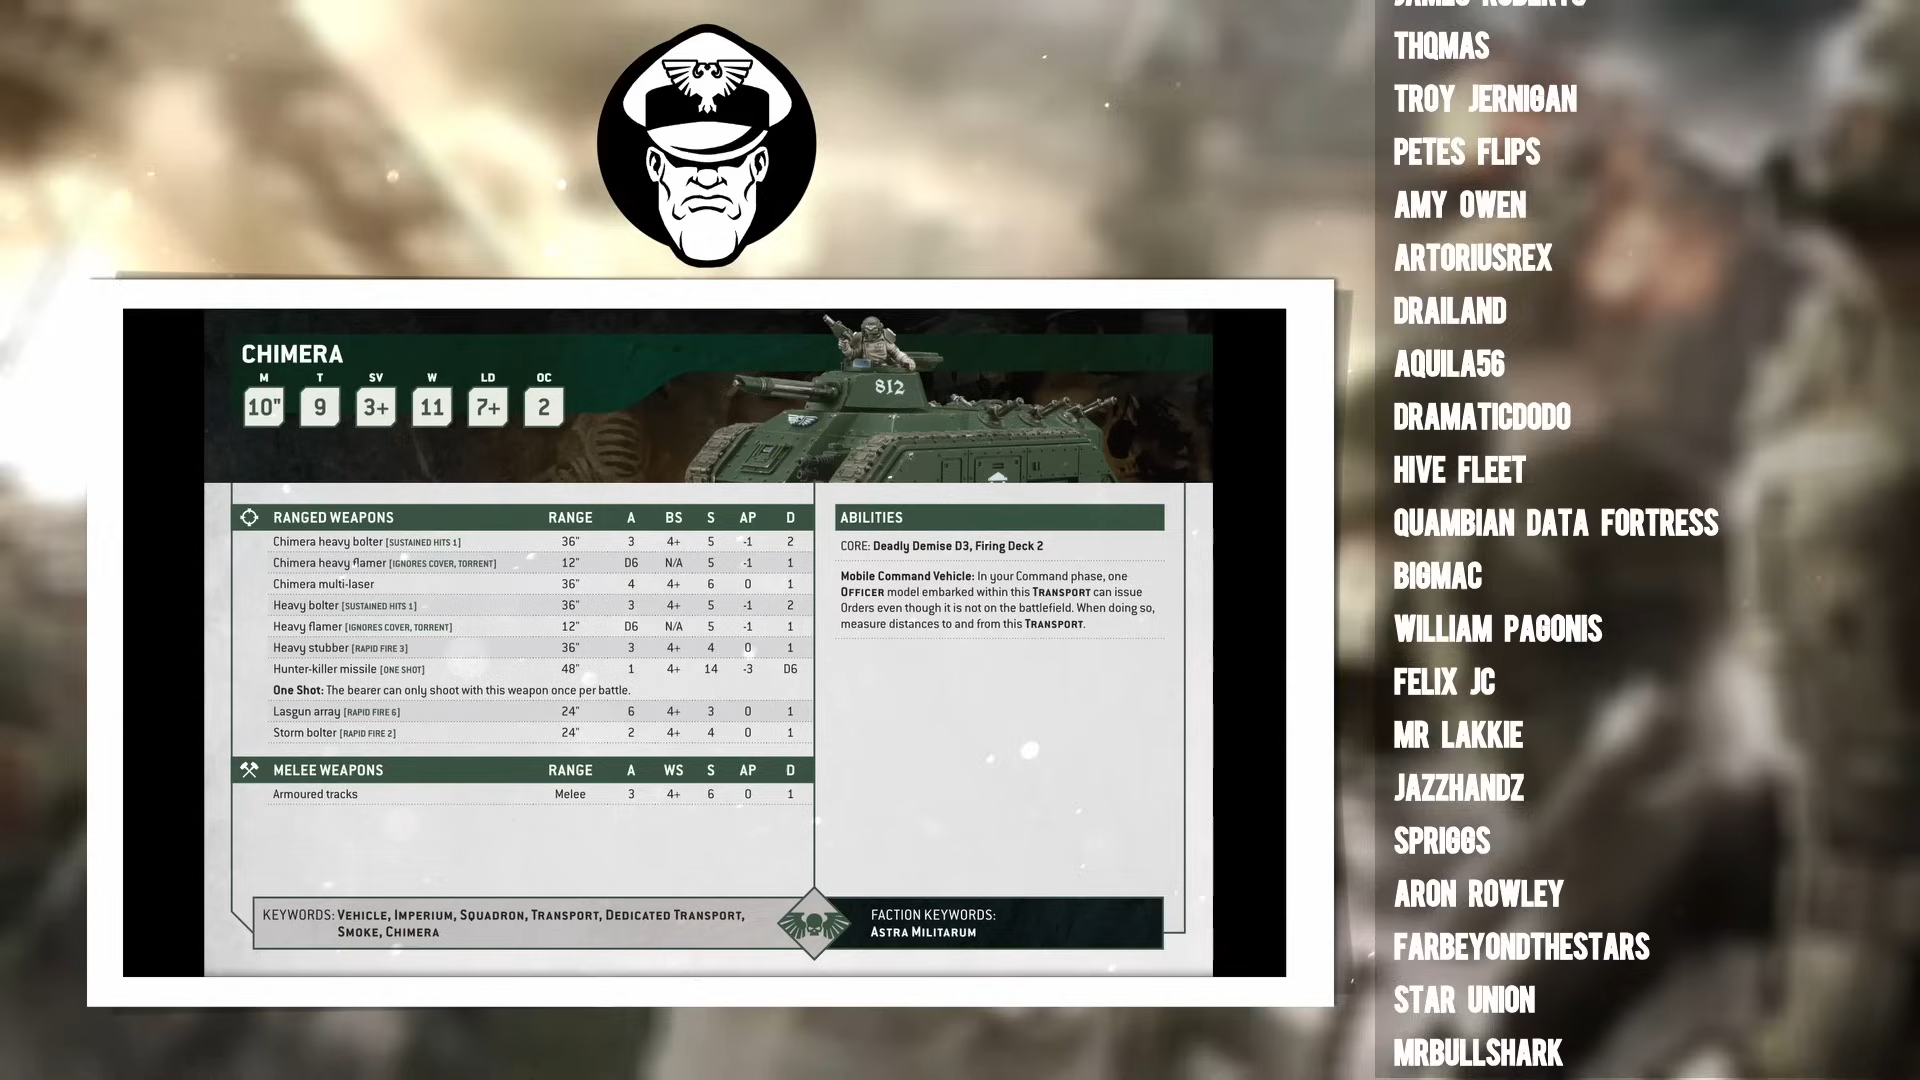 CHIMERA
M T SV W LD OC
10" 9 3+ 11 7+ 2
812
RANGED WEAPONS RANGE A BS S AP D
Chimera heavy bolter [SUSTAINED HITS 1] 36" 3 4+ 5 -1 2
Chimera heavy flamer [IGNORES COVER, TORRENT] 12" D6 N/A 5 -1 1
Chimera multi-laser 36" 4 4+ 6 0 1
Heavy bolter [SUSTAINED HITS 1] 36" 3 4+ 5 -1 2
Heavy flamer [IGNORES COVER, TORRENT] 12" D6 N/A 5 -1 1
Heavy stubber [RAPID FIRE 3] 36" 3 4+ 4 0 1
Hunter-killer missile [ONE SHOT] 48" 1 4+ 14 -3 D6
One Shot: The bearer can only shoot with this weapon once per battle.
Lasgun array [RAPID FIRE 6] 24" 6 4+ 3 0 1
Storm bolter [RAPID FIRE 2] 24" 2 4+ 4 0 1
MELEE WEAPONS RANGE A WS S AP D
Armoured tracks Melee 3 4+ 6 0 1
ABILITIES
CORE: Deadly Demise D3, Firing Deck 2
Mobile Command Vehicle: In your Command phase, one
OFFICER model embarked within this TRANSPORT can issue
Orders even though it is not on the battlefield. When doing so,
measure distances to and from this TRANSPORT.
KEYWORDS: VEHICLE, IMPERIUM, SQUADRON, TRANSPORT, DEDICATED TRANSPORT,
SMOKE, CHIMERA
FACTION KEYWORDS:
ASTRA MILITARUM
JAMES ROBERTS
THQMAS
TROY JERNIGAN
PETES FLIPS
AMY OWEN
ARTORIUSREX
DRAILAND
AQUILA56
DRAMATICDODO
HIVE FLEET
QUAMBIAN DATA FORTRESS
BIGMAC
WILLIAM PAGONIS
FELIX JC
MR LAKKIE
JAZZHANDZ
SPRIGGS
ARON ROWLEY
FARBEYONDTHESTARS
STAR UNION
MRBULLSHARK